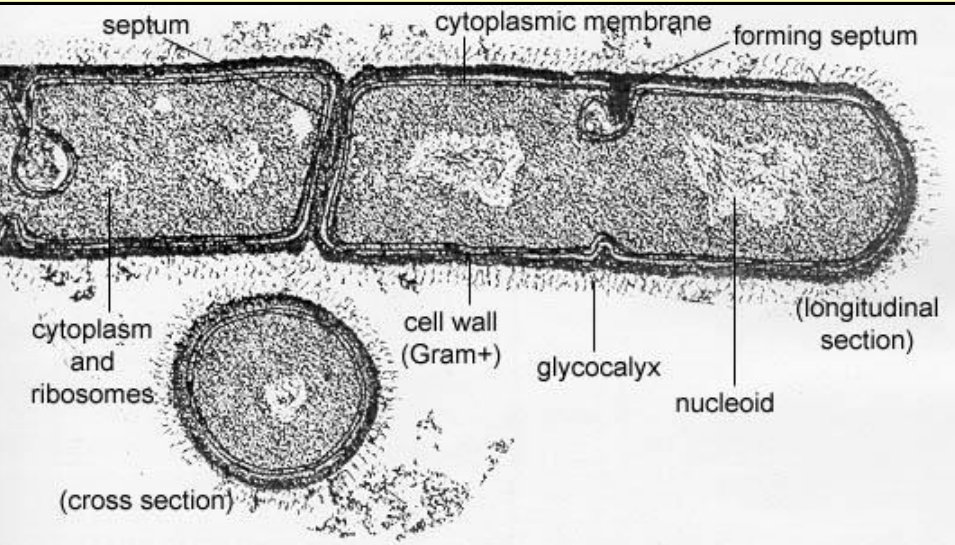 septum
cytoplasmic membrane
forming septum
cytoplasm
and
ribosomes
cell wall
(Gram+)
glycocalyx
nucleoid
(longitudinal
section)
(cross section)